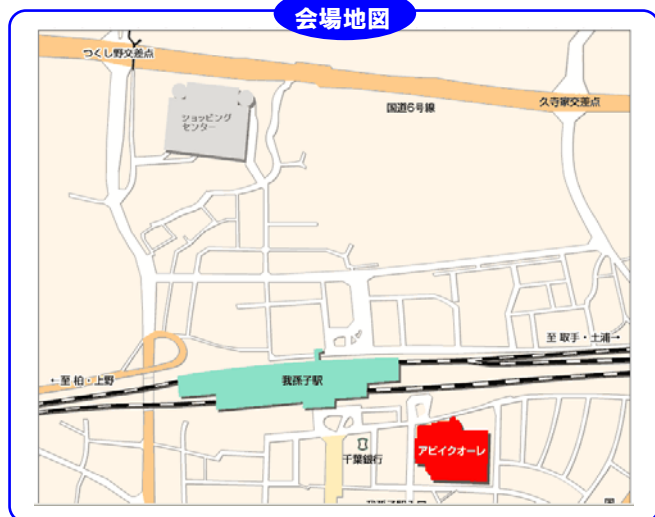 会場地図
つくし野交差点
ショッピング
センター
国道6号線
久寺家交差点
至 取手・土浦→
←至 柏・上野
我孫子駅
千葉銀行
アビイクオーレ